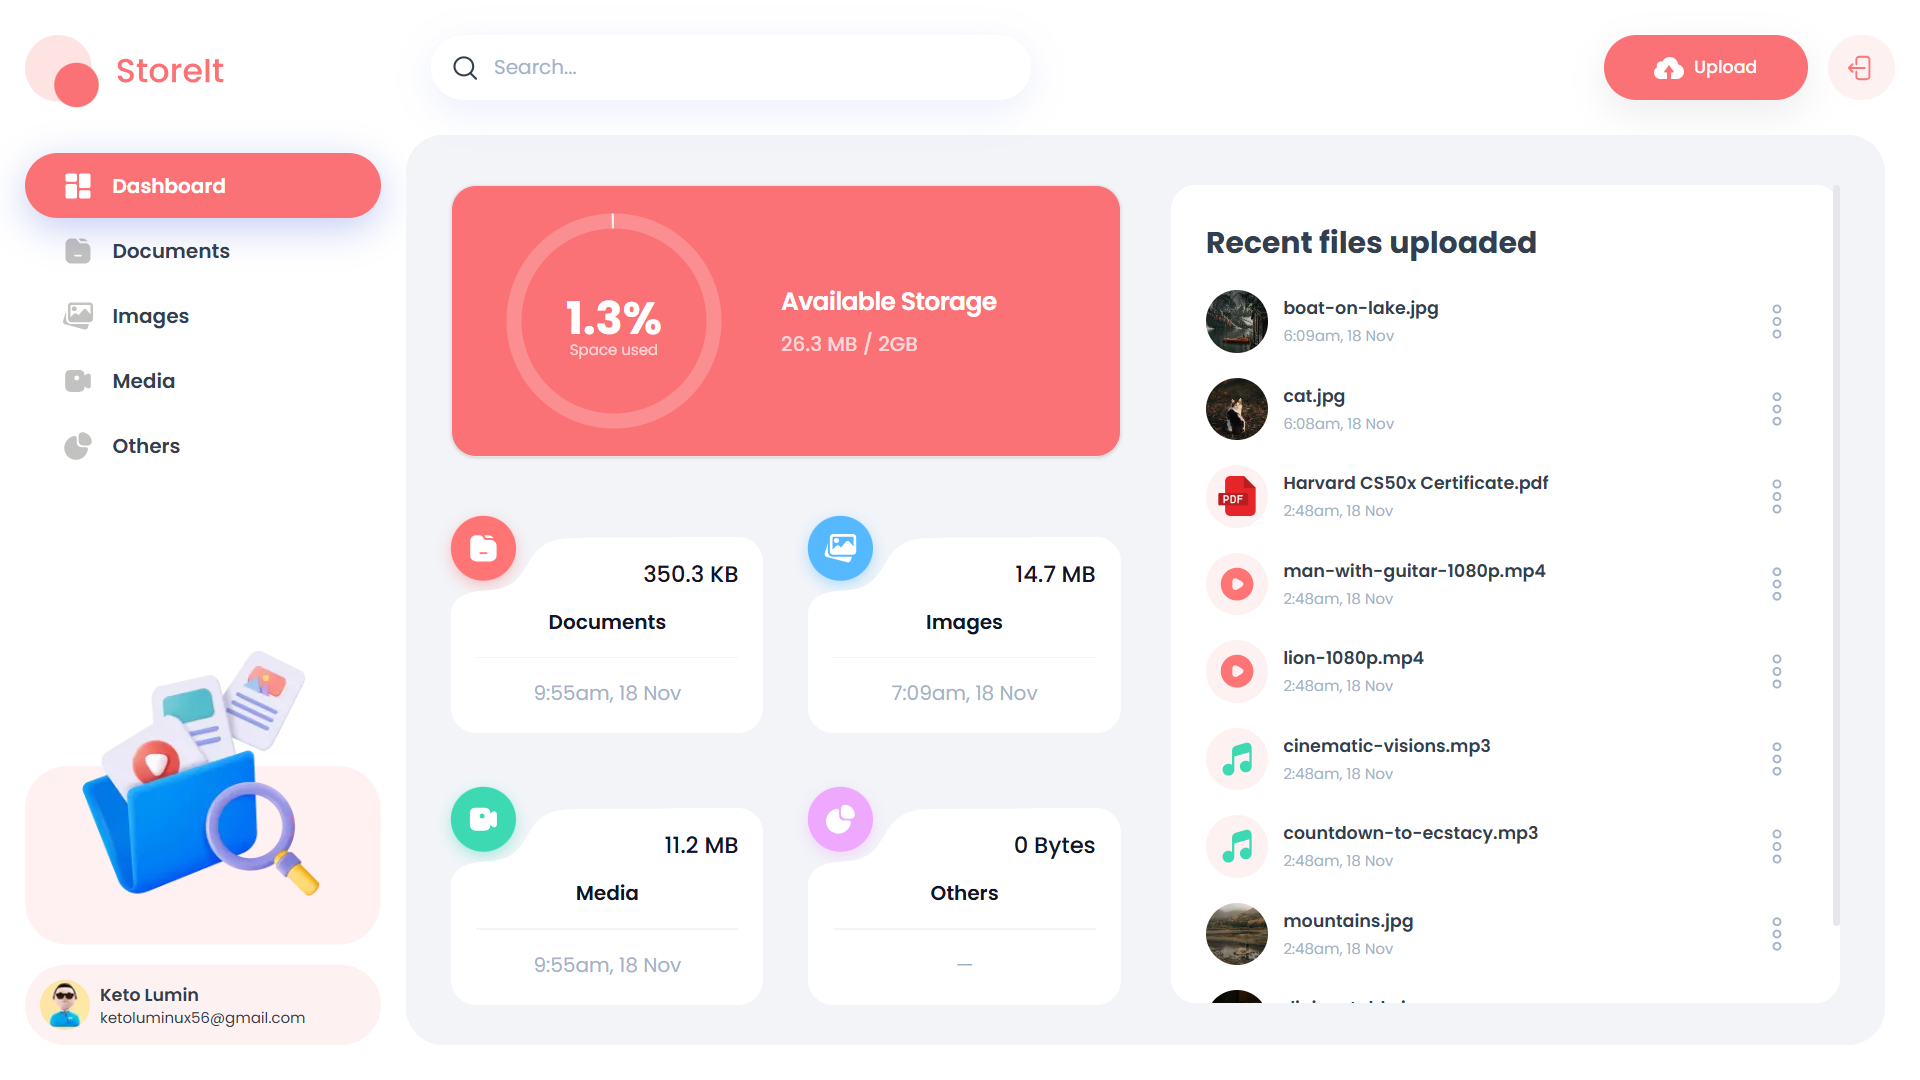 StoreIt
Search...
Upload
Dashboard
Documents
Images
Media
Others
Keto Lumin
ketoluminux56@gmail.com
1.3%
Space used
Available Storage
26.3 MB / 2GB
350.3 KB
Documents
9:55am, 18 Nov
14.7 MB
Images
7:09am, 18 Nov
11.2 MB
Media
9:55am, 18 Nov
0 Bytes
Others
—
Recent files uploaded
boat-on-lake.jpg
6:09am, 18 Nov
cat.jpg
6:08am, 18 Nov
PDF
Harvard CS50x Certificate.pdf
2:48am, 18 Nov
man-with-guitar-1080p.mp4
2:48am, 18 Nov
lion-1080p.mp4
2:48am, 18 Nov
cinematic-visions.mp3
2:48am, 18 Nov
countdown-to-ecstacy.mp3
2:48am, 18 Nov
mountains.jpg
2:48am, 18 Nov